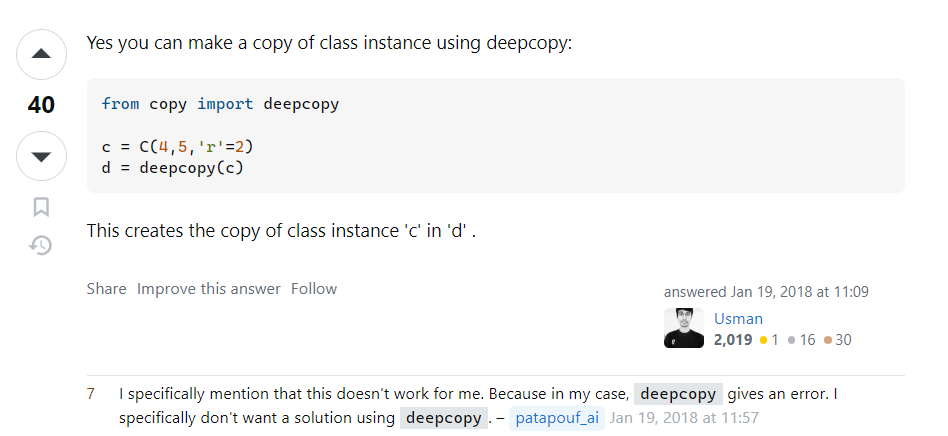 Yes you can make a copy of class instance using deepcopy:
40
from copy import deepcopy
c = C(4,5,'r'=2)
d = deepcopy(c)
This creates the copy of class instance 'c' in 'd' .
Share Improve this answer Follow
answered Jan 19, 2018 at 11:09
Usman
2,019 1 16 30
7 I specifically mention that this doesn't work for me. Because in my case, deepcopy gives an error. I
specifically don't want a solution using deepcopy. – patapouf_ai Jan 19, 2018 at 11:57